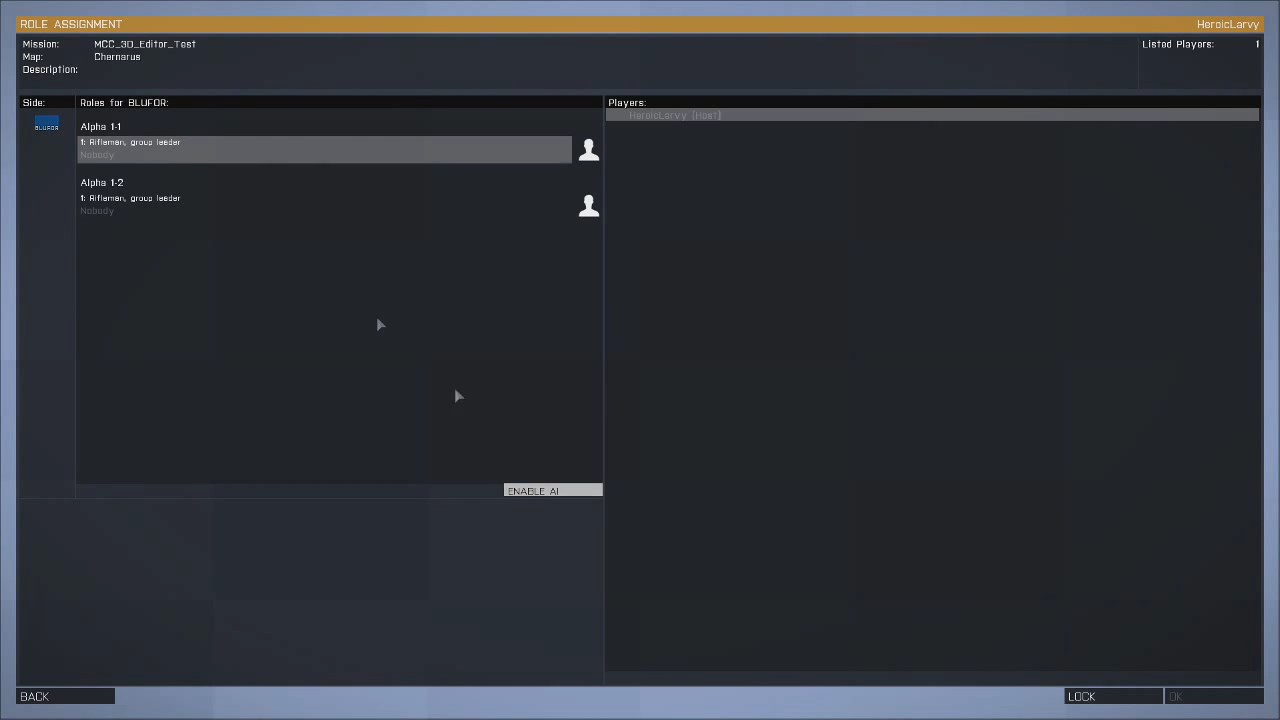 ROLE ASSIGNMENT HeroicLarvy
Mission: MCC_3D_Editor_Test Listed Players: 1
Map: Chernarus
Description:
Side: Roles for BLUFOR: Players:
HeroicLarvy [Host]
BLUFOR
Alpha 1-1
1: Rifleman, group leader
Nobody
Alpha 1-2
1: Rifleman, group leader
Nobody
ENABLE AI
BACK LOCK OK